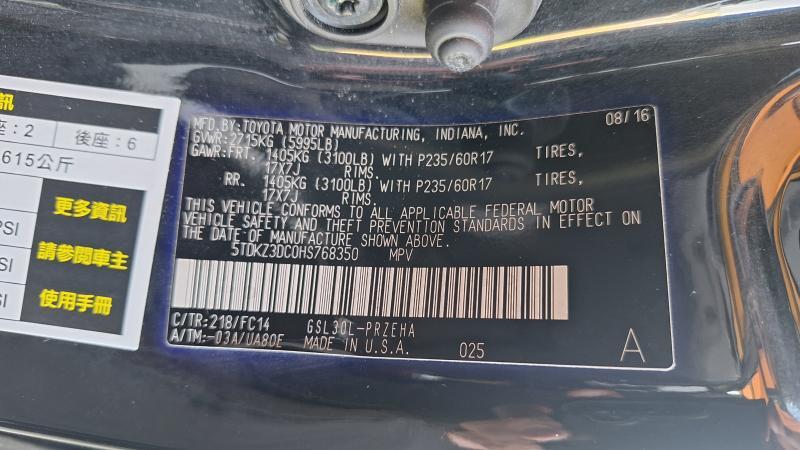 資訊
座：2 後座：6
615公斤
PSI
SI
更多資訊
請參閱車主
使用手冊
MFD.BY:TOYOTA MOTOR MANUFACTURING, INDIANA, INC. 08/16
GVWR:2715KG (5995LB)
GAWR:FRT. 1405KG (3100LB) WITH P235/60R17 TIRES,
17X7J RIMS.
RR. 1405KG (3100LB) WITH P235/60R17 TIRES,
17X7J RIMS.
THIS VEHICLE CONFORMS TO ALL APPLICABLE FEDERAL MOTOR
VEHICLE SAFETY AND THEFT PREVENTION STANDARDS IN EFFECT ON
THE DATE OF MANUFACTURE SHOWN ABOVE.
5TDKZ3DC0HS768350 MPV
C/TR:218/FC14 GSL30L-PRZEHA
A/TM:-03A/UA80E MADE IN U.S.A. 025 A